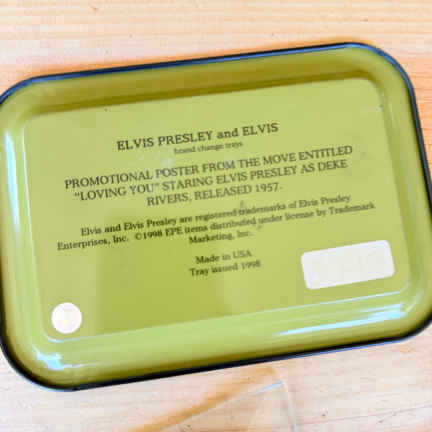 ELVIS PRESLEY and ELVIS
brand change trays
PROMOTIONAL POSTER FROM THE MOVE ENTITLED
"LOVING YOU" STARING ELVIS PRESLEY AS DEKE
RIVERS, RELEASED 1957.
Elvis and Elvis Presley are registered trademarks of Elvis Presley
Enterprises, Inc. ©1998 EPE items distributed under license by Trademark
Marketing, Inc.
Made in USA
Tray issued 1998